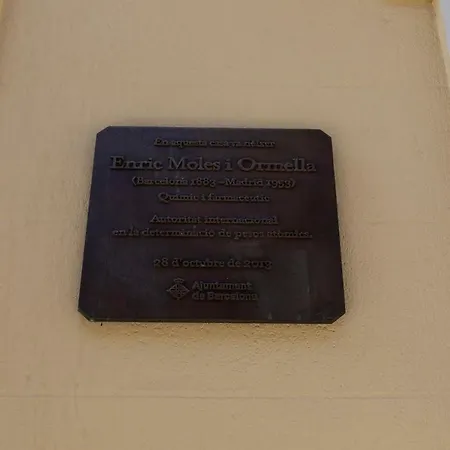 En aquesta casa va néixer
Enric Moles i Ormella
(Barcelona 1883 - Madrid 1953)
Químic i farmacèutic
Autoritat internacional
en la determinació de pesos atòmics.
28 d'octubre de 2013
Ajuntament
de Barcelona